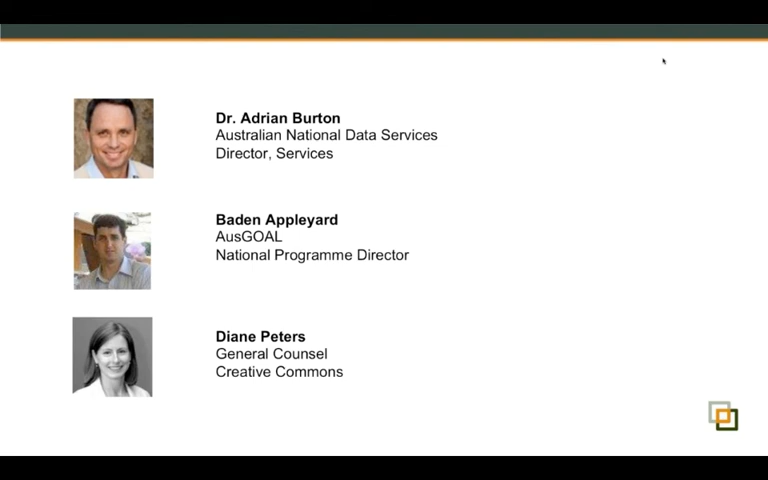 Dr. Adrian Burton
Australian National Data Services
Director, Services
Baden Appleyard
AusGOAL
National Programme Director
Diane Peters
General Counsel
Creative Commons